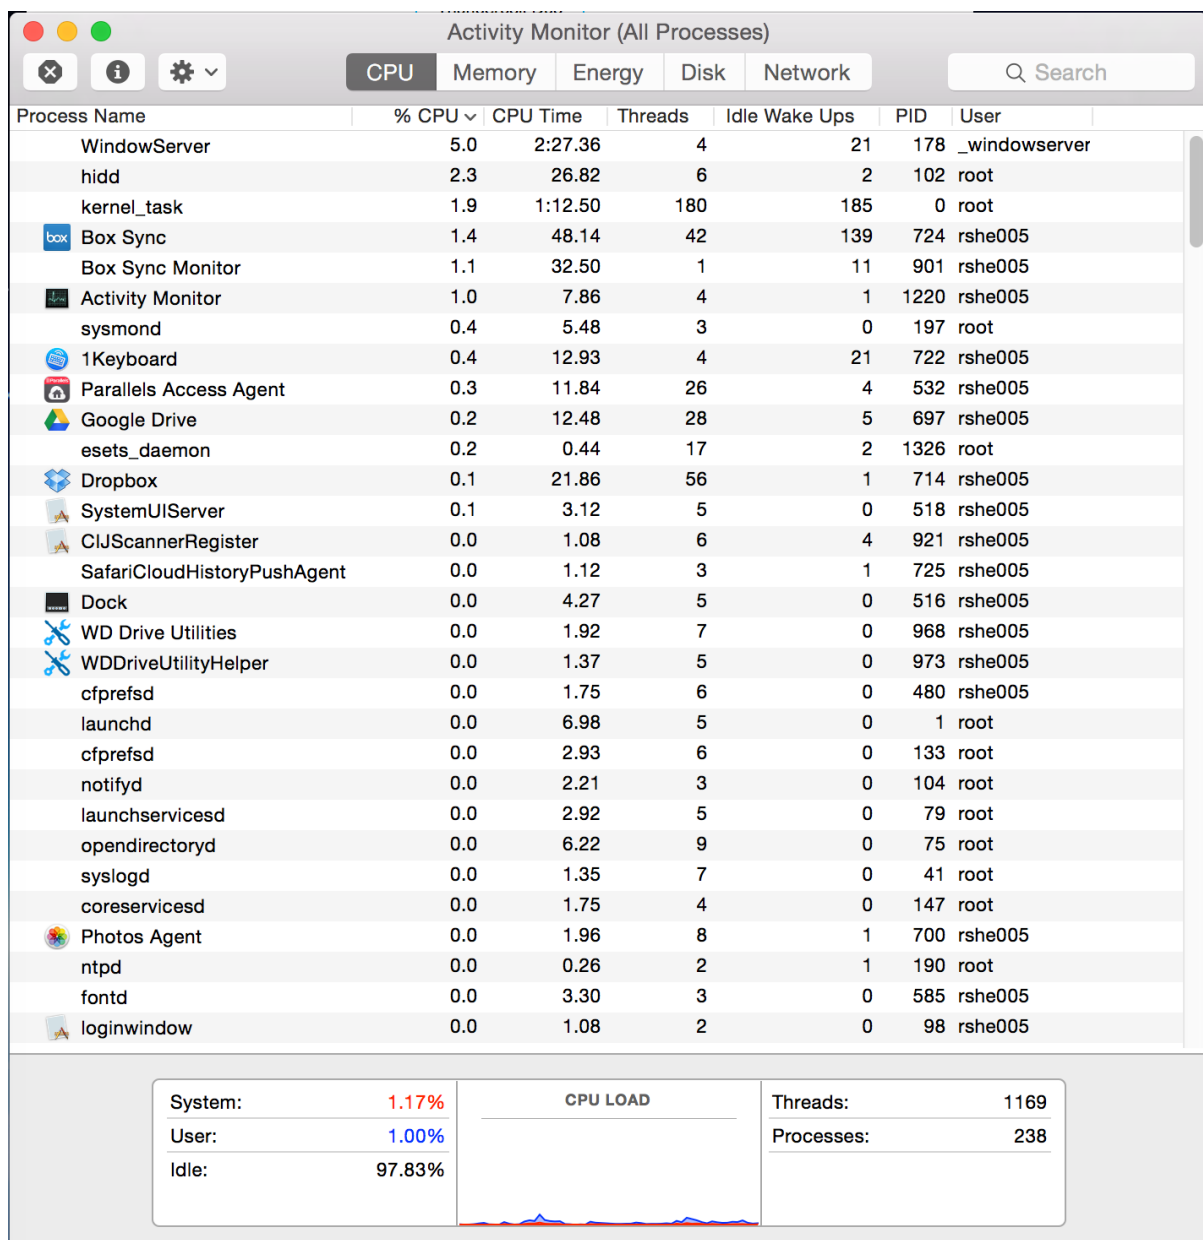 Activity Monitor (All Processes)
CPU Memory Energy Disk Network Search
Process Name % CPU CPU Time Threads Idle Wake Ups PID User
WindowServer 5.0 2:27.36 4 21 178 _windowserver
hidd 2.3 26.82 6 2 102 root
kernel_task 1.9 1:12.50 180 185 0 root
box Box Sync 1.4 48.14 42 139 724 rshe005
Box Sync Monitor 1.1 32.50 1 11 901 rshe005
Activity Monitor 1.0 7.86 4 1 1220 rshe005
sysmond 0.4 5.48 3 0 197 root
1Keyboard 0.4 12.93 4 21 722 rshe005
Parallels Access Agent 0.3 11.84 26 4 532 rshe005
Google Drive 0.2 12.48 28 5 697 rshe005
esets_daemon 0.2 0.44 17 2 1326 root
Dropbox 0.1 21.86 56 1 714 rshe005
SystemUIServer 0.1 3.12 5 0 518 rshe005
CIJScannerRegister 0.0 1.08 6 4 921 rshe005
SafariCloudHistoryPushAgent 0.0 1.12 3 1 725 rshe005
Dock 0.0 4.27 5 0 516 rshe005
WD Drive Utilities 0.0 1.92 7 0 968 rshe005
WDDriveUtilityHelper 0.0 1.37 5 0 973 rshe005
cfprefsd 0.0 1.75 6 0 480 rshe005
launchd 0.0 6.98 5 0 1 root
cfprefsd 0.0 2.93 6 0 133 root
notifyd 0.0 2.21 3 0 104 root
launchservicesd 0.0 2.92 5 0 79 root
opendirectoryd 0.0 6.22 9 0 75 root
syslogd 0.0 1.35 7 0 41 root
coreservicesd 0.0 1.75 4 0 147 root
Photos Agent 0.0 1.96 8 1 700 rshe005
ntpd 0.0 0.26 2 1 190 root
fontd 0.0 3.30 3 0 585 rshe005
loginwindow 0.0 1.08 2 0 98 rshe005
System: 1.17% CPU LOAD Threads: 1169
User: 1.00% Processes: 238
Idle: 97.83%